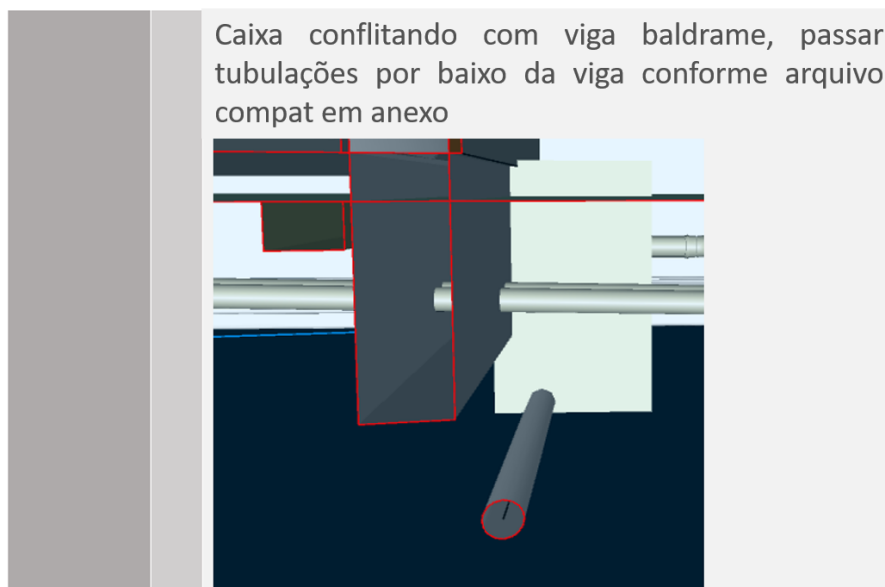 Caixa conflitando com viga baldrame, passar
tubulações por baixo da viga conforme arquivo
compat em anexo